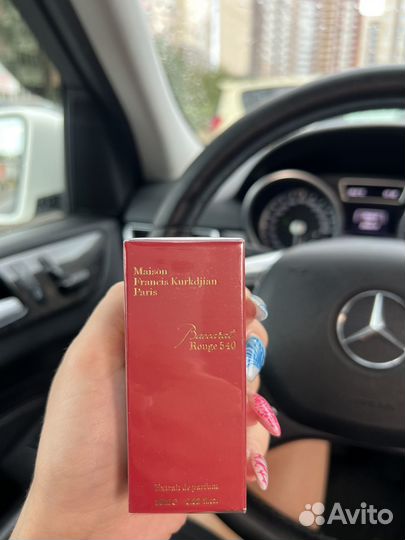 Maison
Francis Kurkdjian
Paris
Baccarat
Rouge 540
Extrait de parfum
Avito